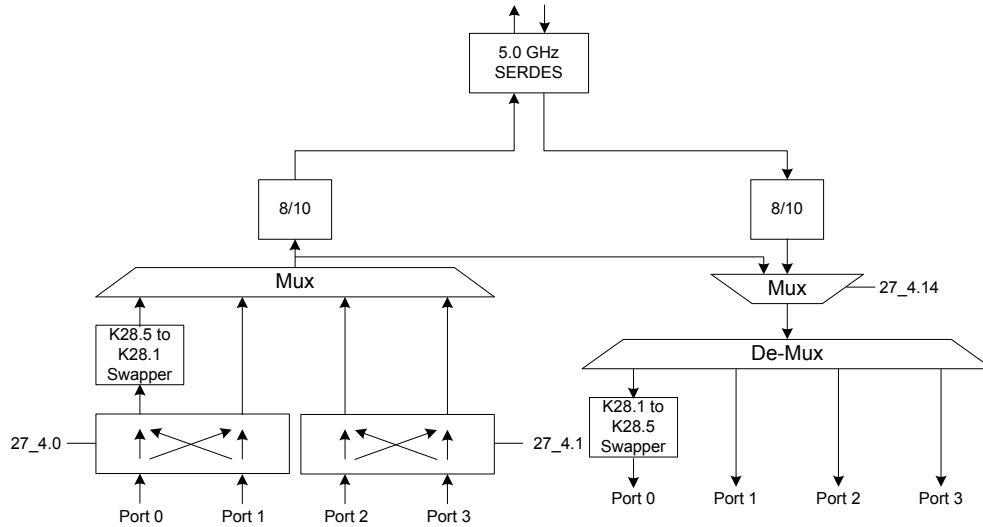 5.0 GHz
SERDES
8/10
8/10
Mux
Mux
27_4.14
K28.5 to
K28.1
Swapper
De-Mux
K28.1 to
K28.5
Swapper
27_4.0
27_4.1
Port 0
Port 1
Port 2
Port 3
Port 0
Port 1
Port 2
Port 3